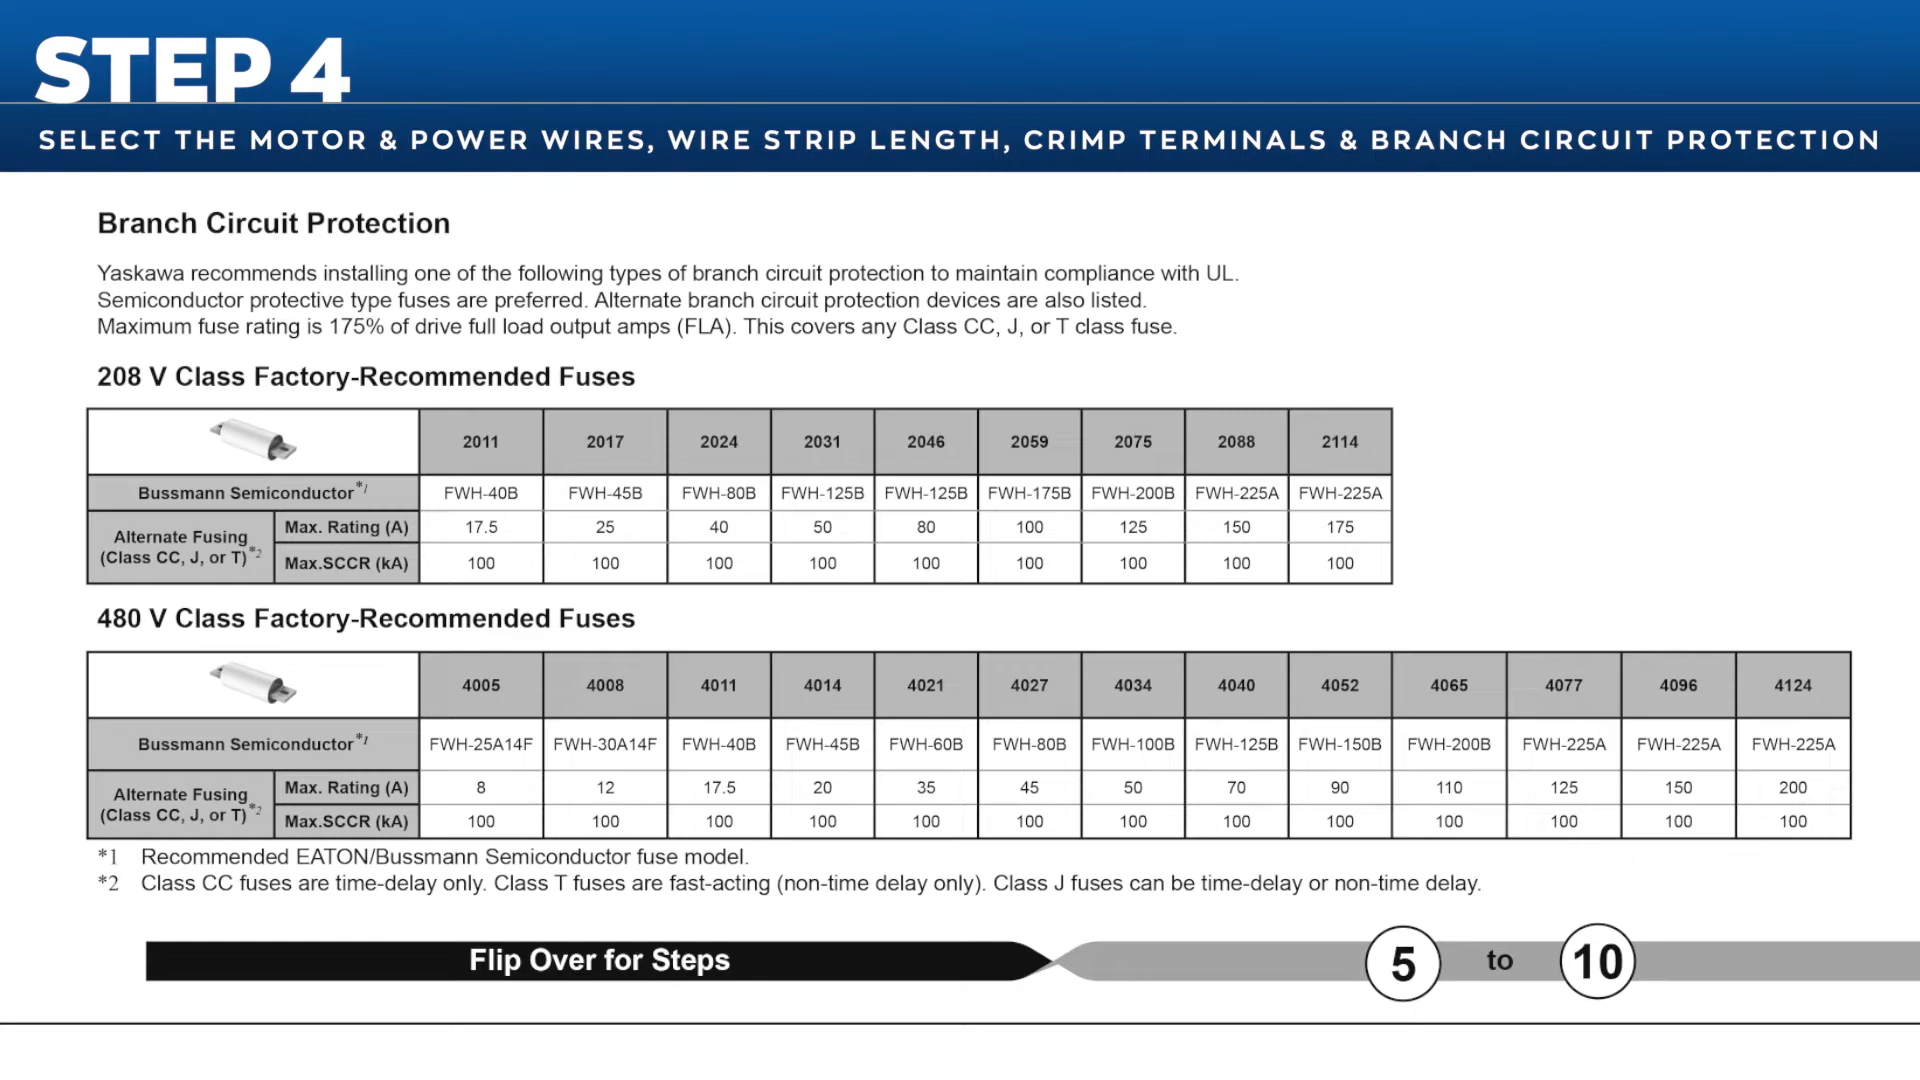 STEP 4
SELECT THE MOTOR & POWER WIRES, WIRE STRIP LENGTH, CRIMP TERMINALS & BRANCH CIRCUIT PROTECTION
Branch Circuit Protection
Yaskawa recommends installing one of the following types of branch circuit protection to maintain compliance with UL.
Semiconductor protective type fuses are preferred. Alternate branch circuit protection devices are also listed.
Maximum fuse rating is 175% of drive full load output amps (FLA). This covers any Class CC, J, or T class fuse.
208 V Class Factory-Recommended Fuses
2011 2017 2024 2031 2046 2059 2075 2088 2114
Bussmann Semiconductor*1 FWH-40B FWH-45B FWH-80B FWH-125B FWH-125B FWH-175B FWH-200B FWH-225A FWH-225A
Alternate Fusing
(Class CC, J, or T)*2
Max. Rating (A) 17.5 25 40 50 80 100 125 150 175
Max.SCCR (kA) 100 100 100 100 100 100 100 100 100
480 V Class Factory-Recommended Fuses
4005 4008 4011 4014 4021 4027 4034 4040 4052 4065 4077 4096 4124
Bussmann Semiconductor*1 FWH-25A14F FWH-30A14F FWH-40B FWH-45B FWH-60B FWH-80B FWH-100B FWH-125B FWH-150B FWH-200B FWH-225A FWH-225A FWH-225A
Alternate Fusing
(Class CC, J, or T)*2
Max. Rating (A) 8 12 17.5 20 35 45 50 70 90 110 125 150 200
Max.SCCR (kA) 100 100 100 100 100 100 100 100 100 100 100 100 100
*1 Recommended EATON/Bussmann Semiconductor fuse model.
*2 Class CC fuses are time-delay only. Class T fuses are fast-acting (non-time delay only). Class J fuses can be time-delay or non-time delay.
Flip Over for Steps 5 to 10